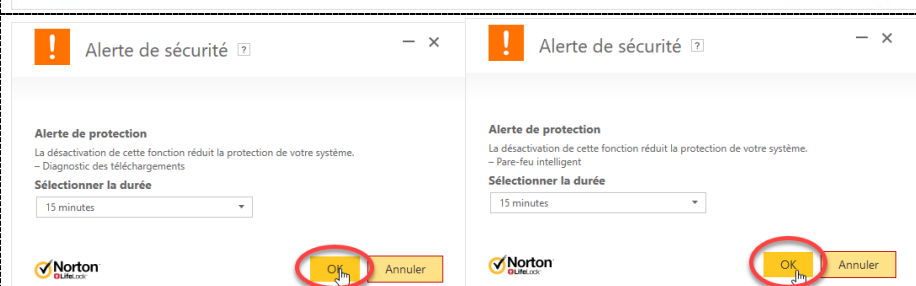 Alerte de sécurité ?
Alerte de protection
La désactivation de cette fonction réduit la protection de votre système.
– Diagnostic des téléchargements
Sélectionner la durée
15 minutes
Norton
LifeLock
OK
Annuler
Alerte de sécurité ?
Alerte de protection
La désactivation de cette fonction réduit la protection de votre système.
– Pare-feu intelligent
Sélectionner la durée
15 minutes
Norton
LifeLock
OK
Annuler